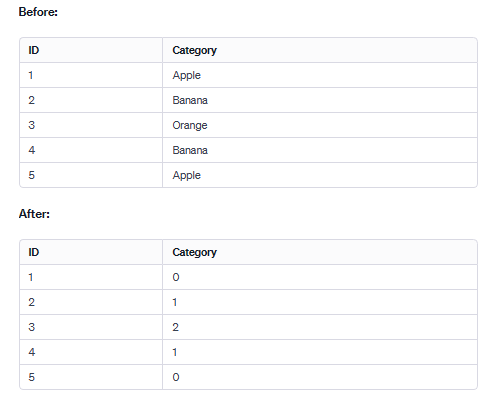 Before:
ID Category
1 Apple
2 Banana
3 Orange
4 Banana
5 Apple
After:
ID Category
1 0
2 1
3 2
4 1
5 0